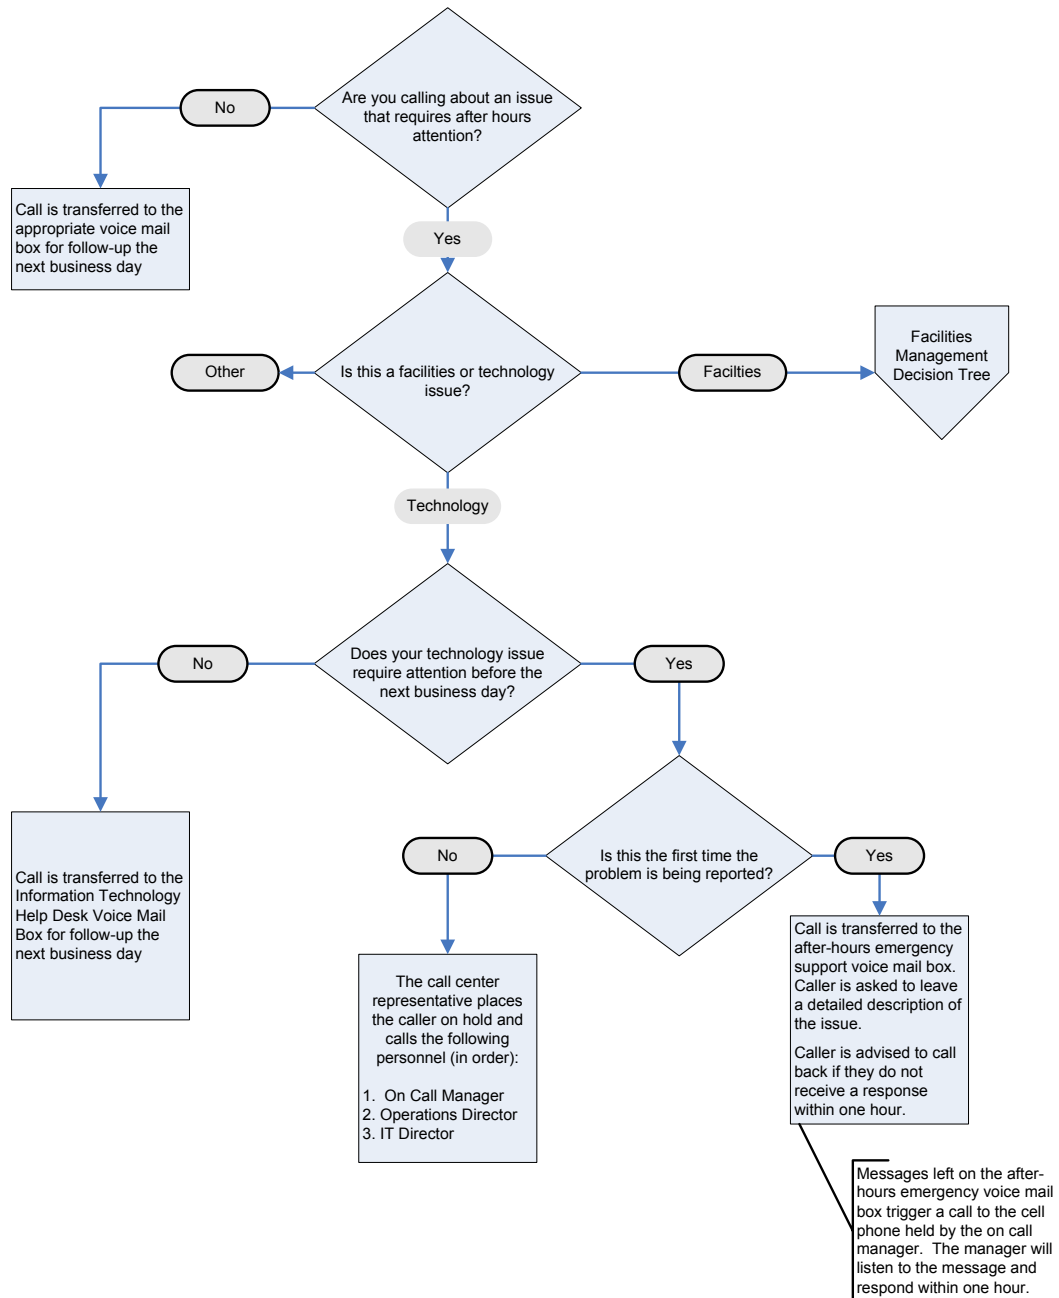 Are you calling about an issue
that requires after hours
attention?
No
Call is transferred to the
appropriate voice mail
box for follow-up the
next business day
Yes
Is this a facilities or technology
issue?
Other
Facilties
Facilities
Management
Decision Tree
Technology
Does your technology issue
require attention before the
next business day?
No
Yes
Call is transferred to the
Information Technology
Help Desk Voice Mail
Box for follow-up the
next business day
Is this the first time the
problem is being reported?
No
Yes
The call center
representative places
the caller on hold and
calls the following
personnel (in order):
1. On Call Manager
2. Operations Director
3. IT Director
Call is transferred to the
after-hours emergency
support voice mail box.
Caller is asked to leave
a detailed description of
the issue.
Caller is advised to call
back if they do not
receive a response
within one hour.
Messages left on the after-
hours emergency voice mail
box trigger a call to the cell
phone held by the on call
manager.  The manager will
listen to the message and
respond within one hour.